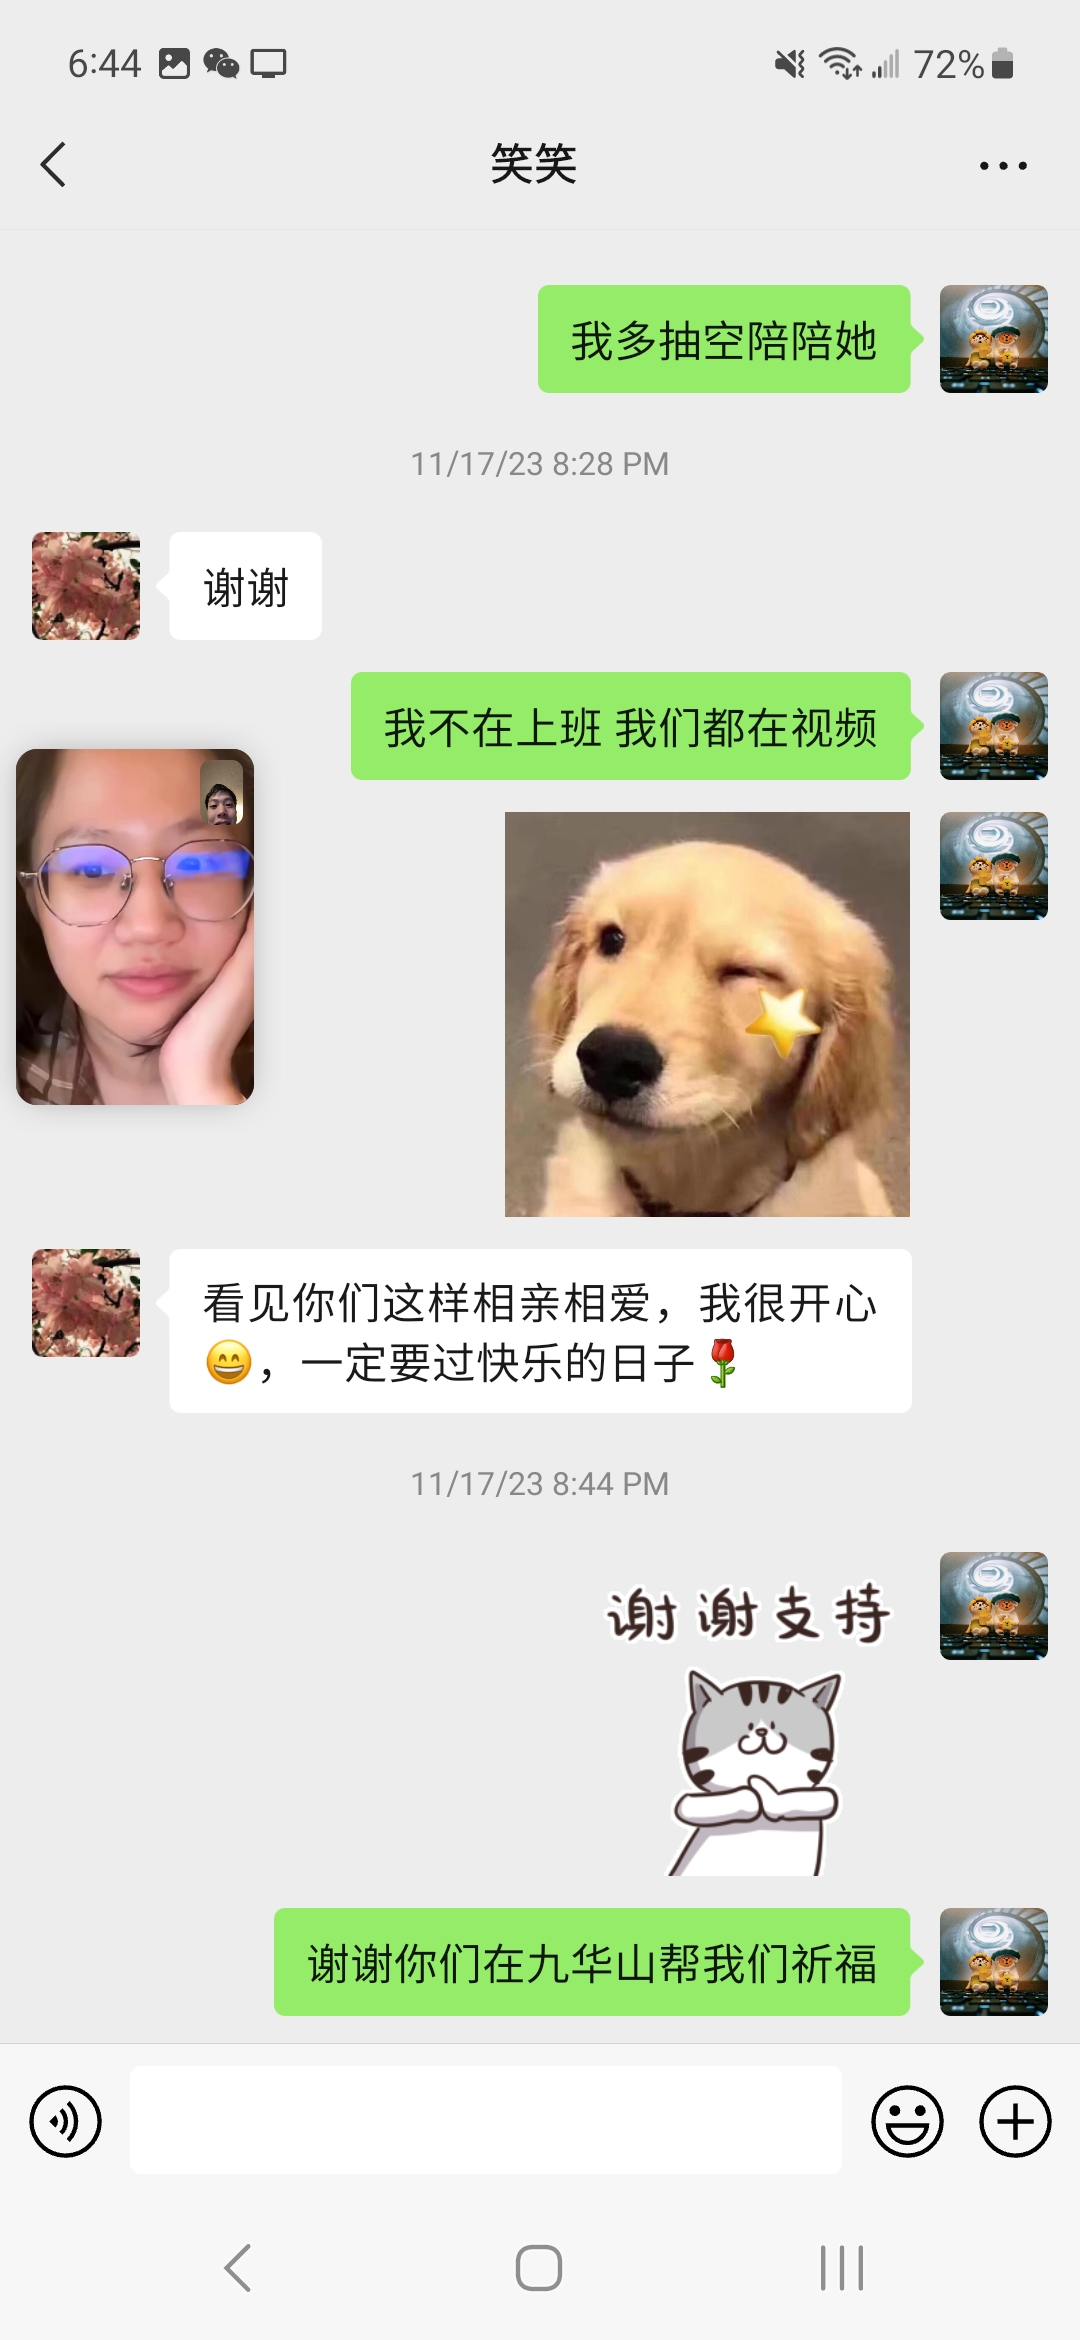 6:44
72%
笑笑
我多抽空陪陪她
11/17/23 8:28 PM
谢谢
我不在上班 我们都在视频
看见你们这样相亲相爱，我很开心
😄，一定要过快乐的日子🌹
11/17/23 8:44 PM
谢谢支持
谢谢你们在九华山帮我们祈福